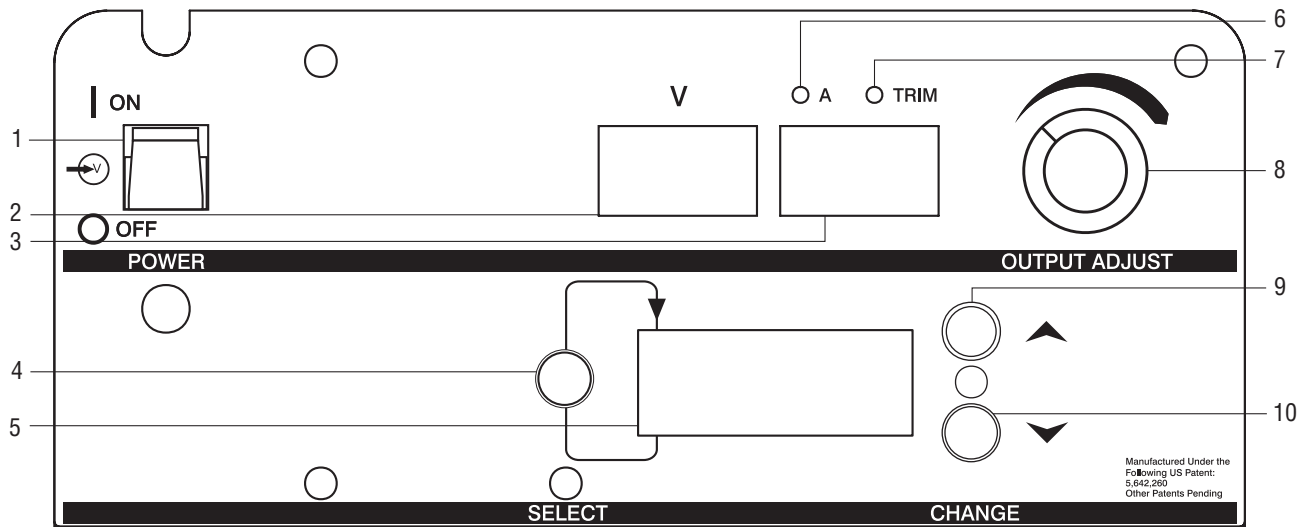 6
7
V
A
TRIM
| ON
1
V
8
2
OFF
3
POWER
OUTPUT ADJUST
9
4
10
5
Manufactured Under the
Following US Patent:
5,642,260
Other Patents Pending
SELECT
CHANGE